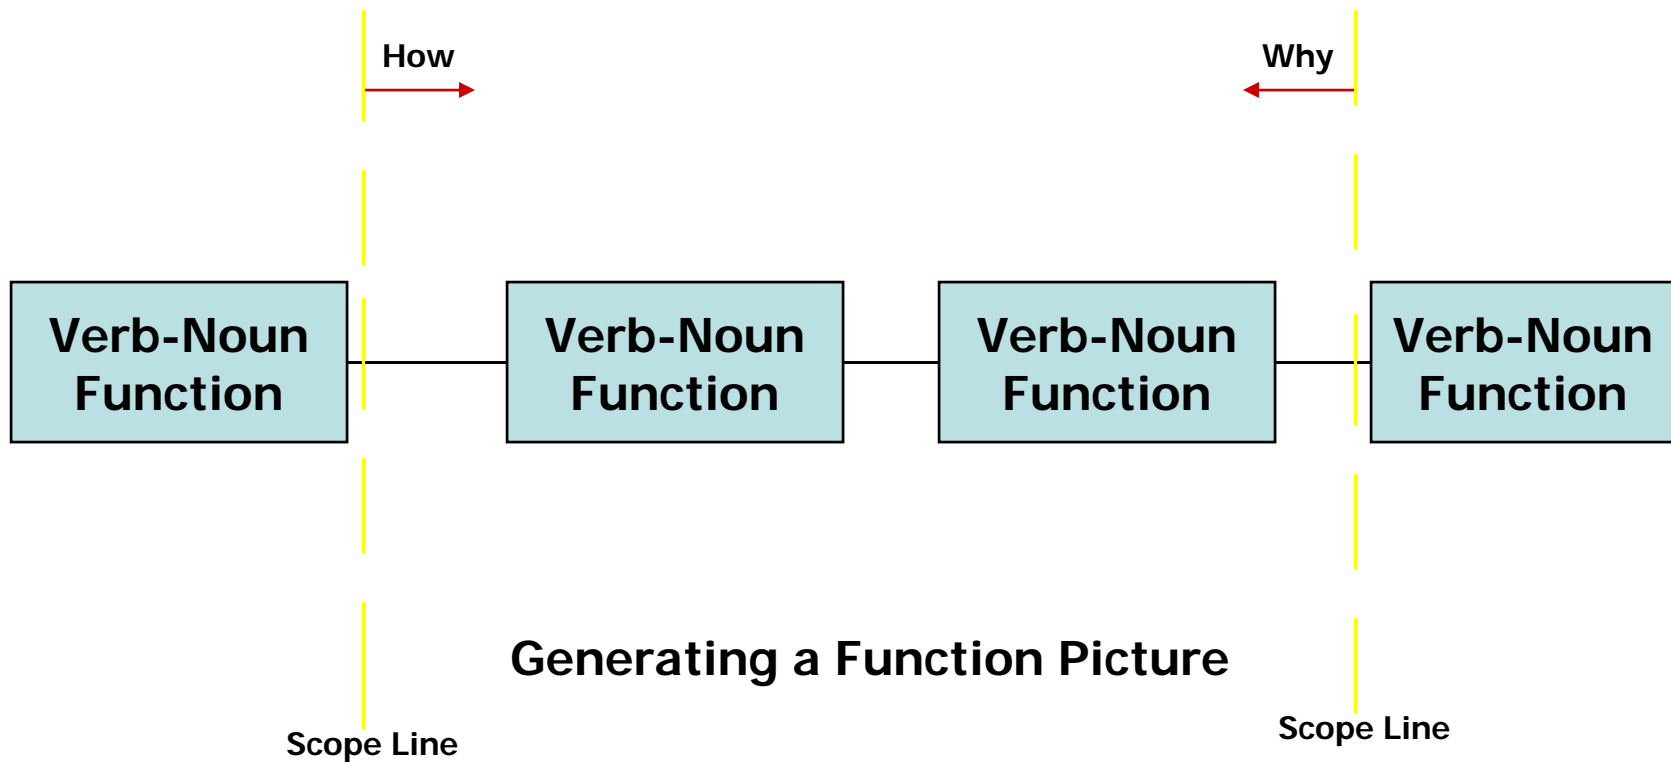 How
Why
Verb-Noun
Function
Verb-Noun
Function
Verb-Noun
Function
Verb-Noun
Function
Generating a Function Picture
Scope Line
Scope Line